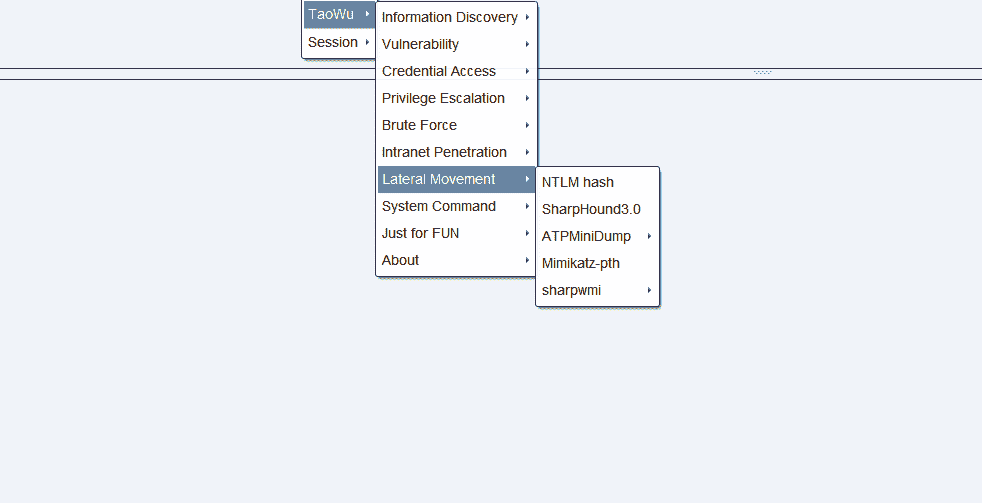 TaoWu
Session
Information Discovery
Vulnerability
Credential Access
Privilege Escalation
Brute Force
Intranet Penetration
Lateral Movement
System Command
Just for FUN
About
NTLM hash
SharpHound3.0
ATPMiniDump
Mimikatz-pth
sharpwmi